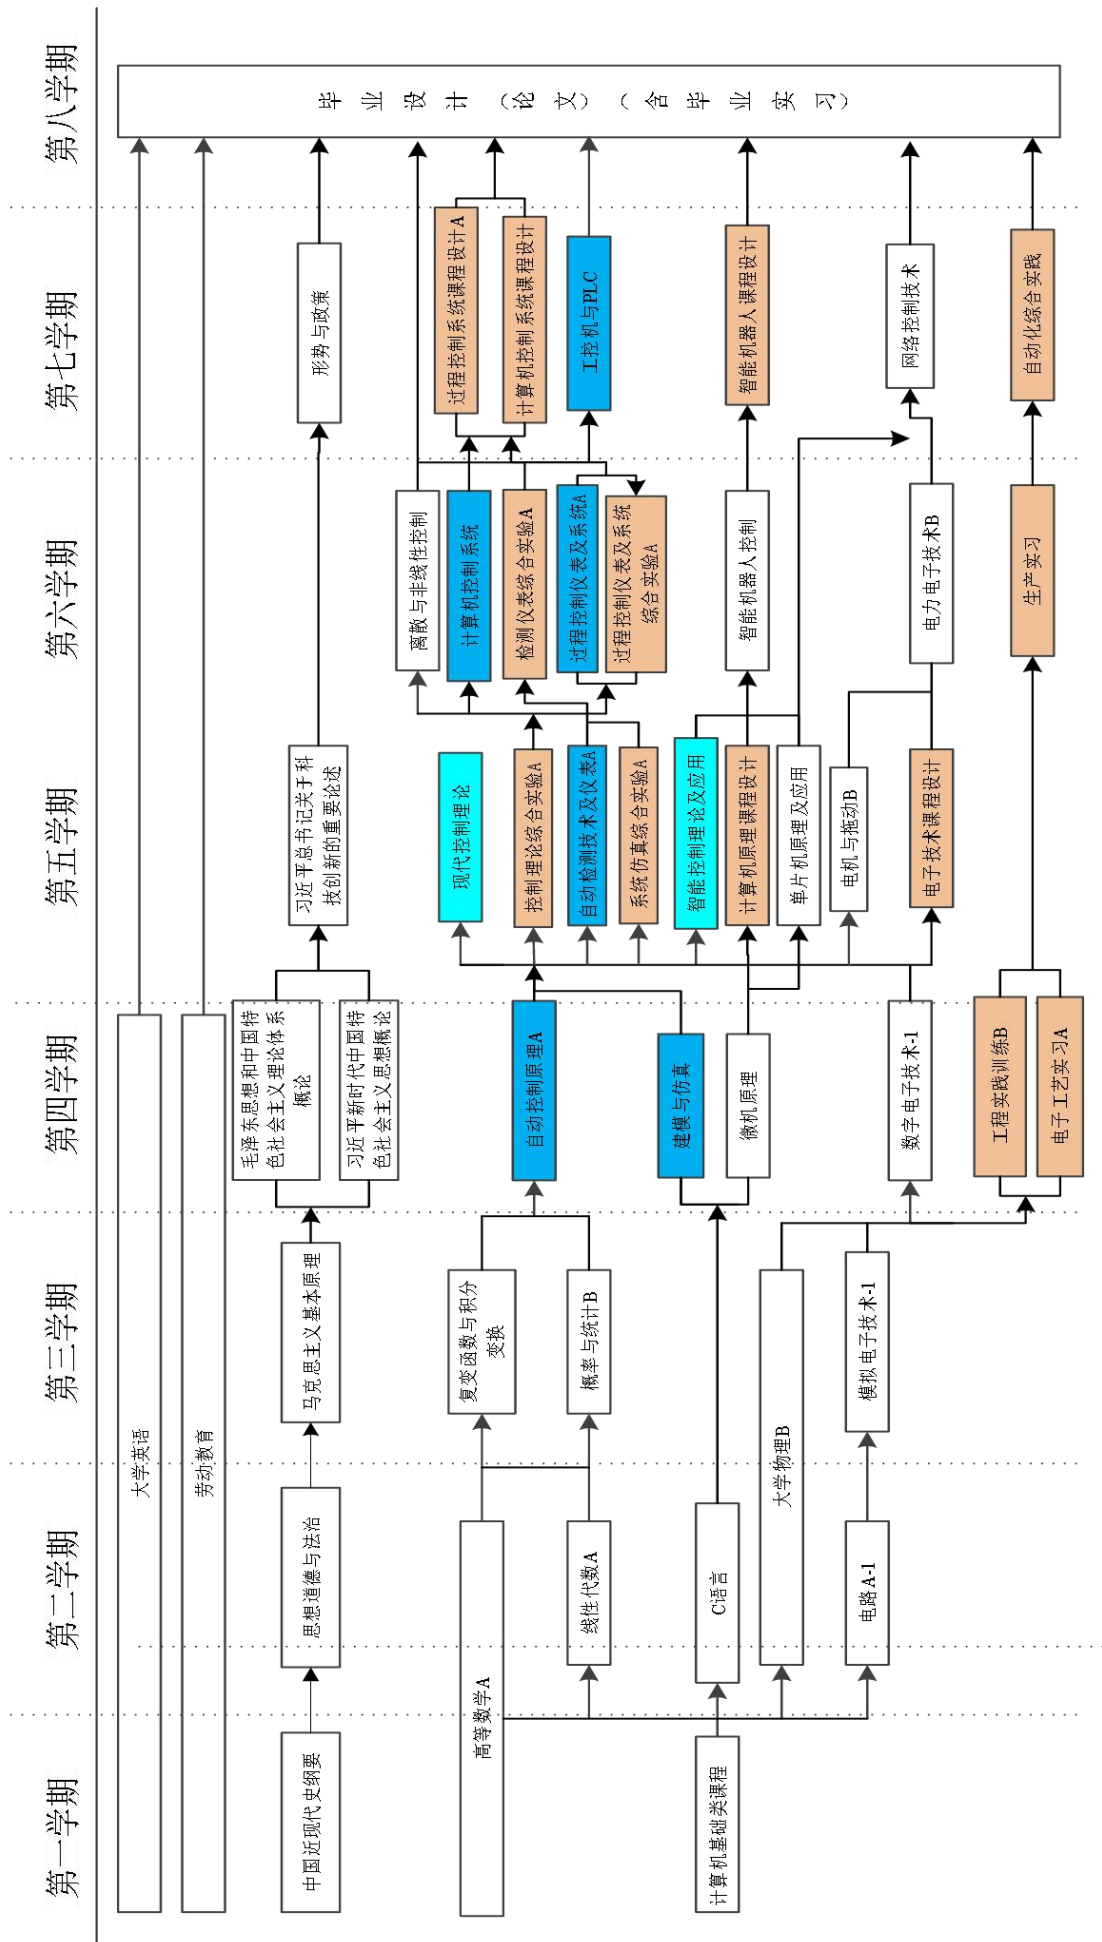 第一学期
第二学期
第三学期
第四学期
第五学期
第六学期
第七学期
第八学期
大学英语
劳动教育
中国近现代史纲要
思想道德与法治
马克思主义基本原理
毛泽东思想和中国特
色社会主义理论体系
概论
习近平新时代中国特
色社会主义思想概论
习近平总书记关于科
技创新的重要论述
形势与政策
毕业设计（论文）（含毕业实习）
高等数学A
线性代数A
复变函数与积分
变换
概率与统计B
自动控制原理A
现代控制理论
控制理论综合实验A
自动检测技术及仪表A
系统仿真综合实验A
离散与非线性控制
计算机控制系统
检测仪表综合实验A
过程控制仪表及系统A
过程控制仪表及系统
综合实验A
过程控制系统课程设计A
计算机控制系统课程设计
工控机与PLC
计算机基础类课程
C语言
建模与仿真
微机原理
智能控制理论及应用
计算机原理课程设计
单片机原理及应用
智能机器人控制
智能机器人课程设计
大学物理B
电路A-1
模拟电子技术-1
数字电子技术-1
电机与拖动B
电子技术课程设计
电力电子技术B
网络控制技术
工程实践训练B
电子工艺实习A
生产实习
自动化综合实践